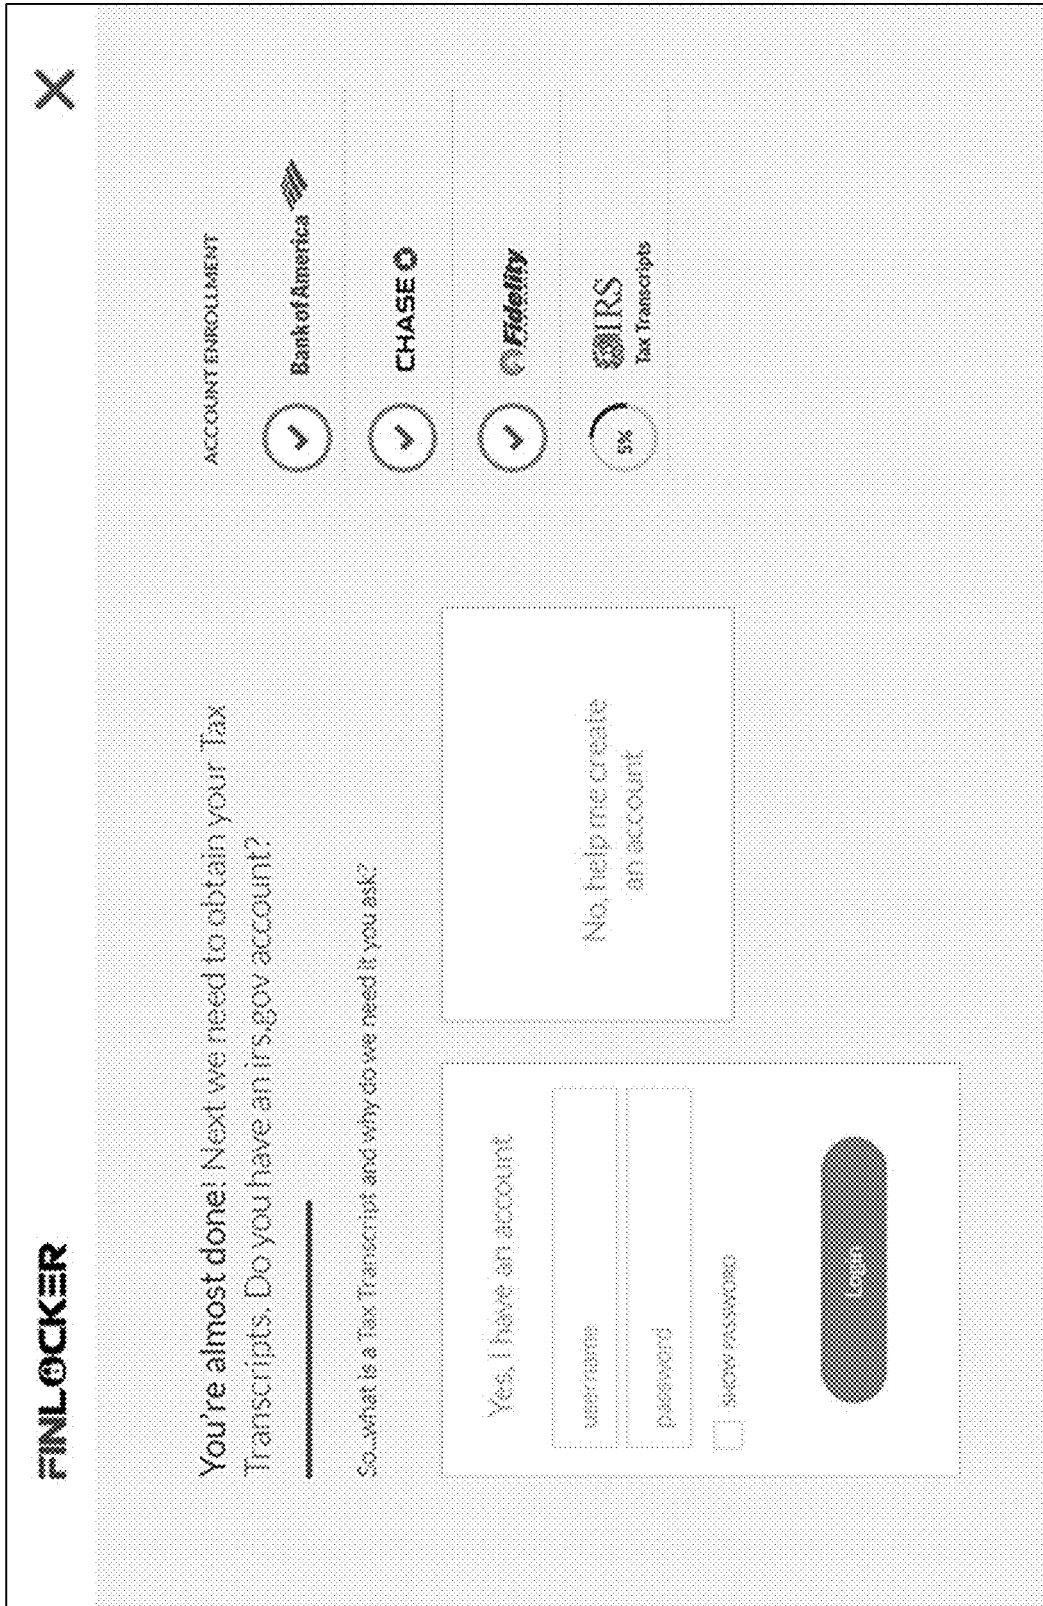 FINLOCKER
X
You're almost done! Next we need to obtain your Tax
Transcripts. Do you have an irs.gov account?
So..what is a Tax Transcript and why do we need it you ask?
Yes, I have an account
username
password
SHOW PASSWORD
Login
No, help me create
an account
ACCOUNT ENROLLMENT
Bank of America
CHASE
Fidelity
5%
IRS
Tax Transcripts